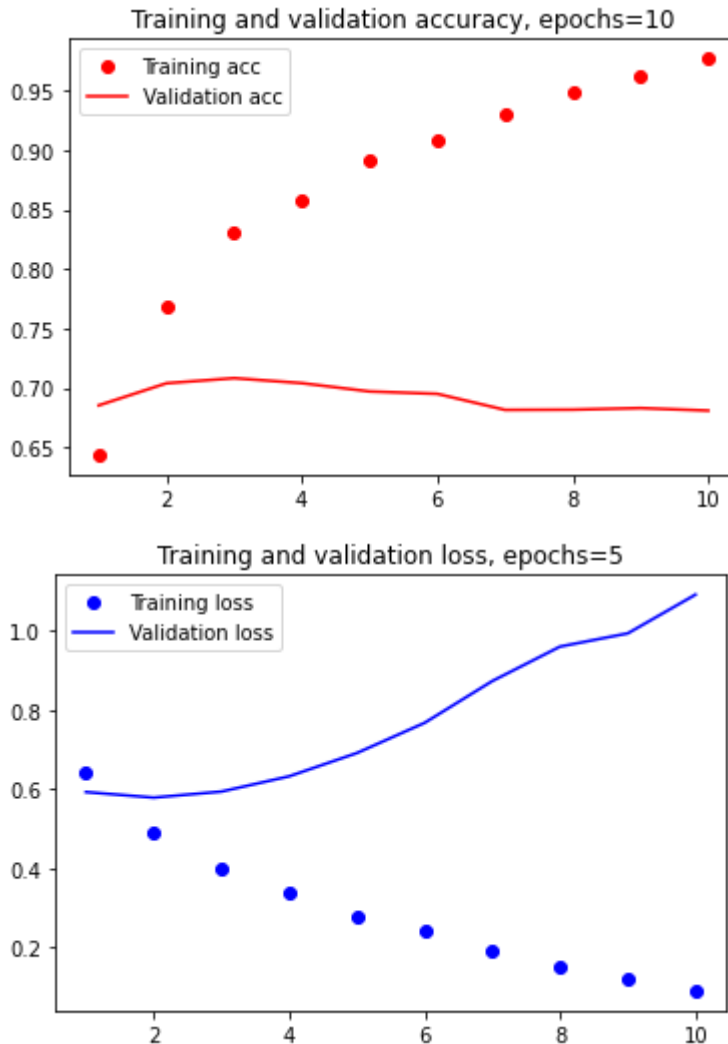 Training and validation accuracy, epochs=10
Training acc
Validation acc
0.95
0.90
0.85
0.80
0.75
0.70
0.65
2 4 6 8 10
Training and validation loss, epochs=5
Training loss
Validation loss
1.0
0.8
0.6
0.4
0.2
2 4 6 8 10